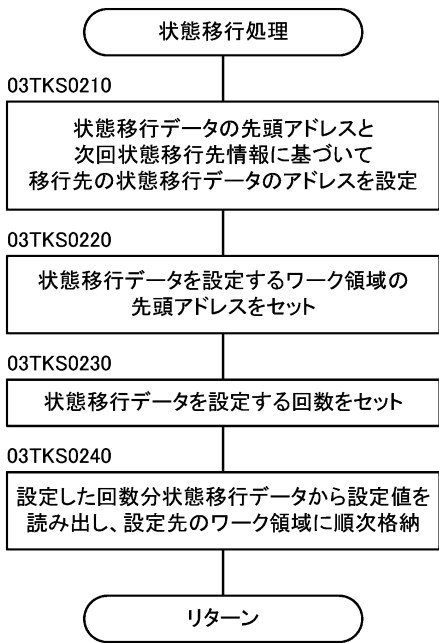 状態移行処理
03TKS0210
状態移行データの先頭アドレスと
次回状態移行先情報に基づいて
移行先の状態移行データのアドレスを設定
03TKS0220
状態移行データを設定するワーク領域の
先頭アドレスをセット
03TKS0230
状態移行データを設定する回数をセット
03TKS0240
設定した回数分状態移行データから設定値を
読み出し、設定先のワーク領域に順次格納
リターン